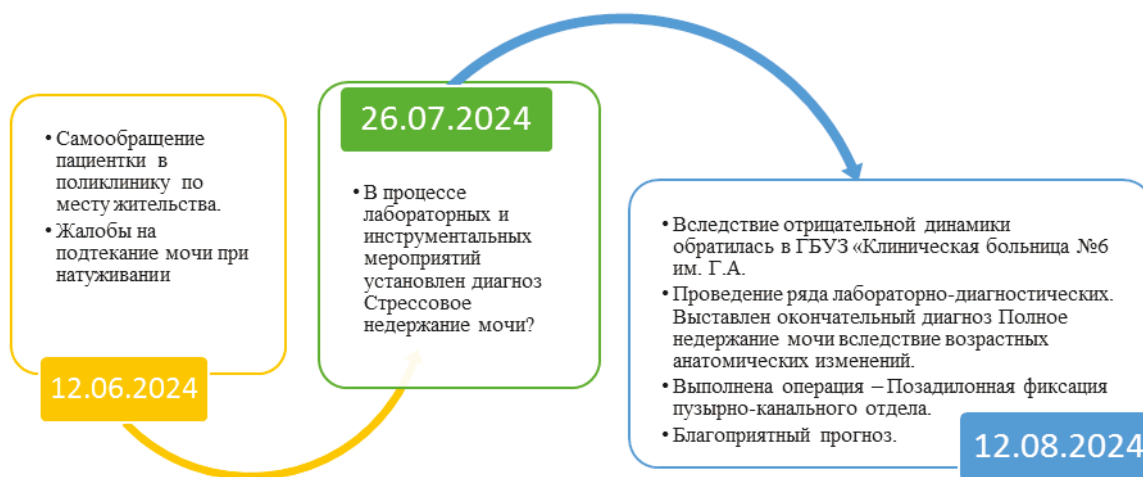 • Самообращение
пациентки в
поликлинику по
месту жительства.
• Жалобы на
подтекание мочи при
натуживании
12.06.2024
26.07.2024
• В процессе
лабораторных и
инструментальных
мероприятий
установлен диагноз
Стрессовое
недержание мочи?
• Вследствие отрицательной динамики
обратилась в ГБУЗ «Клиническая больница №6
им. Г.А.
• Проведение ряда лабораторно-диагностических.
Выставлен окончательный диагноз Полное
недержание мочи вследствие возрастных
анатомических изменений.
• Выполнена операция – Позадилонная фиксация
пузырно-канального отдела.
• Благоприятный прогноз.
12.08.2024